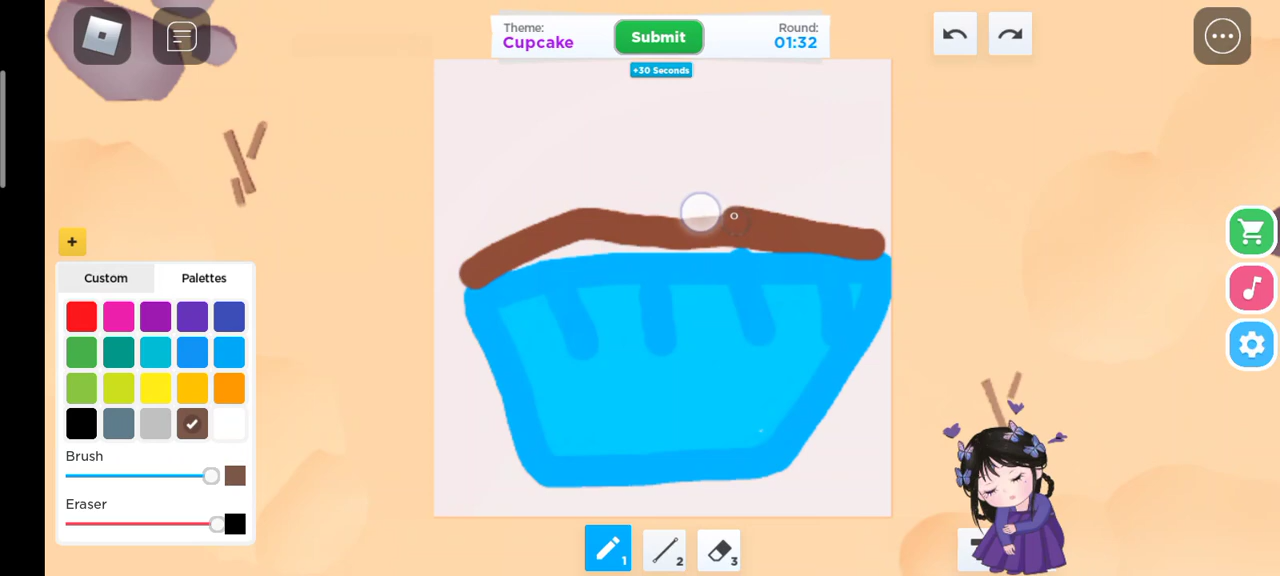 Theme:
Cupcake
Submit
Round:
01:32
+30 Seconds
+
Custom
Palettes
Brush
Eraser
1
2
3